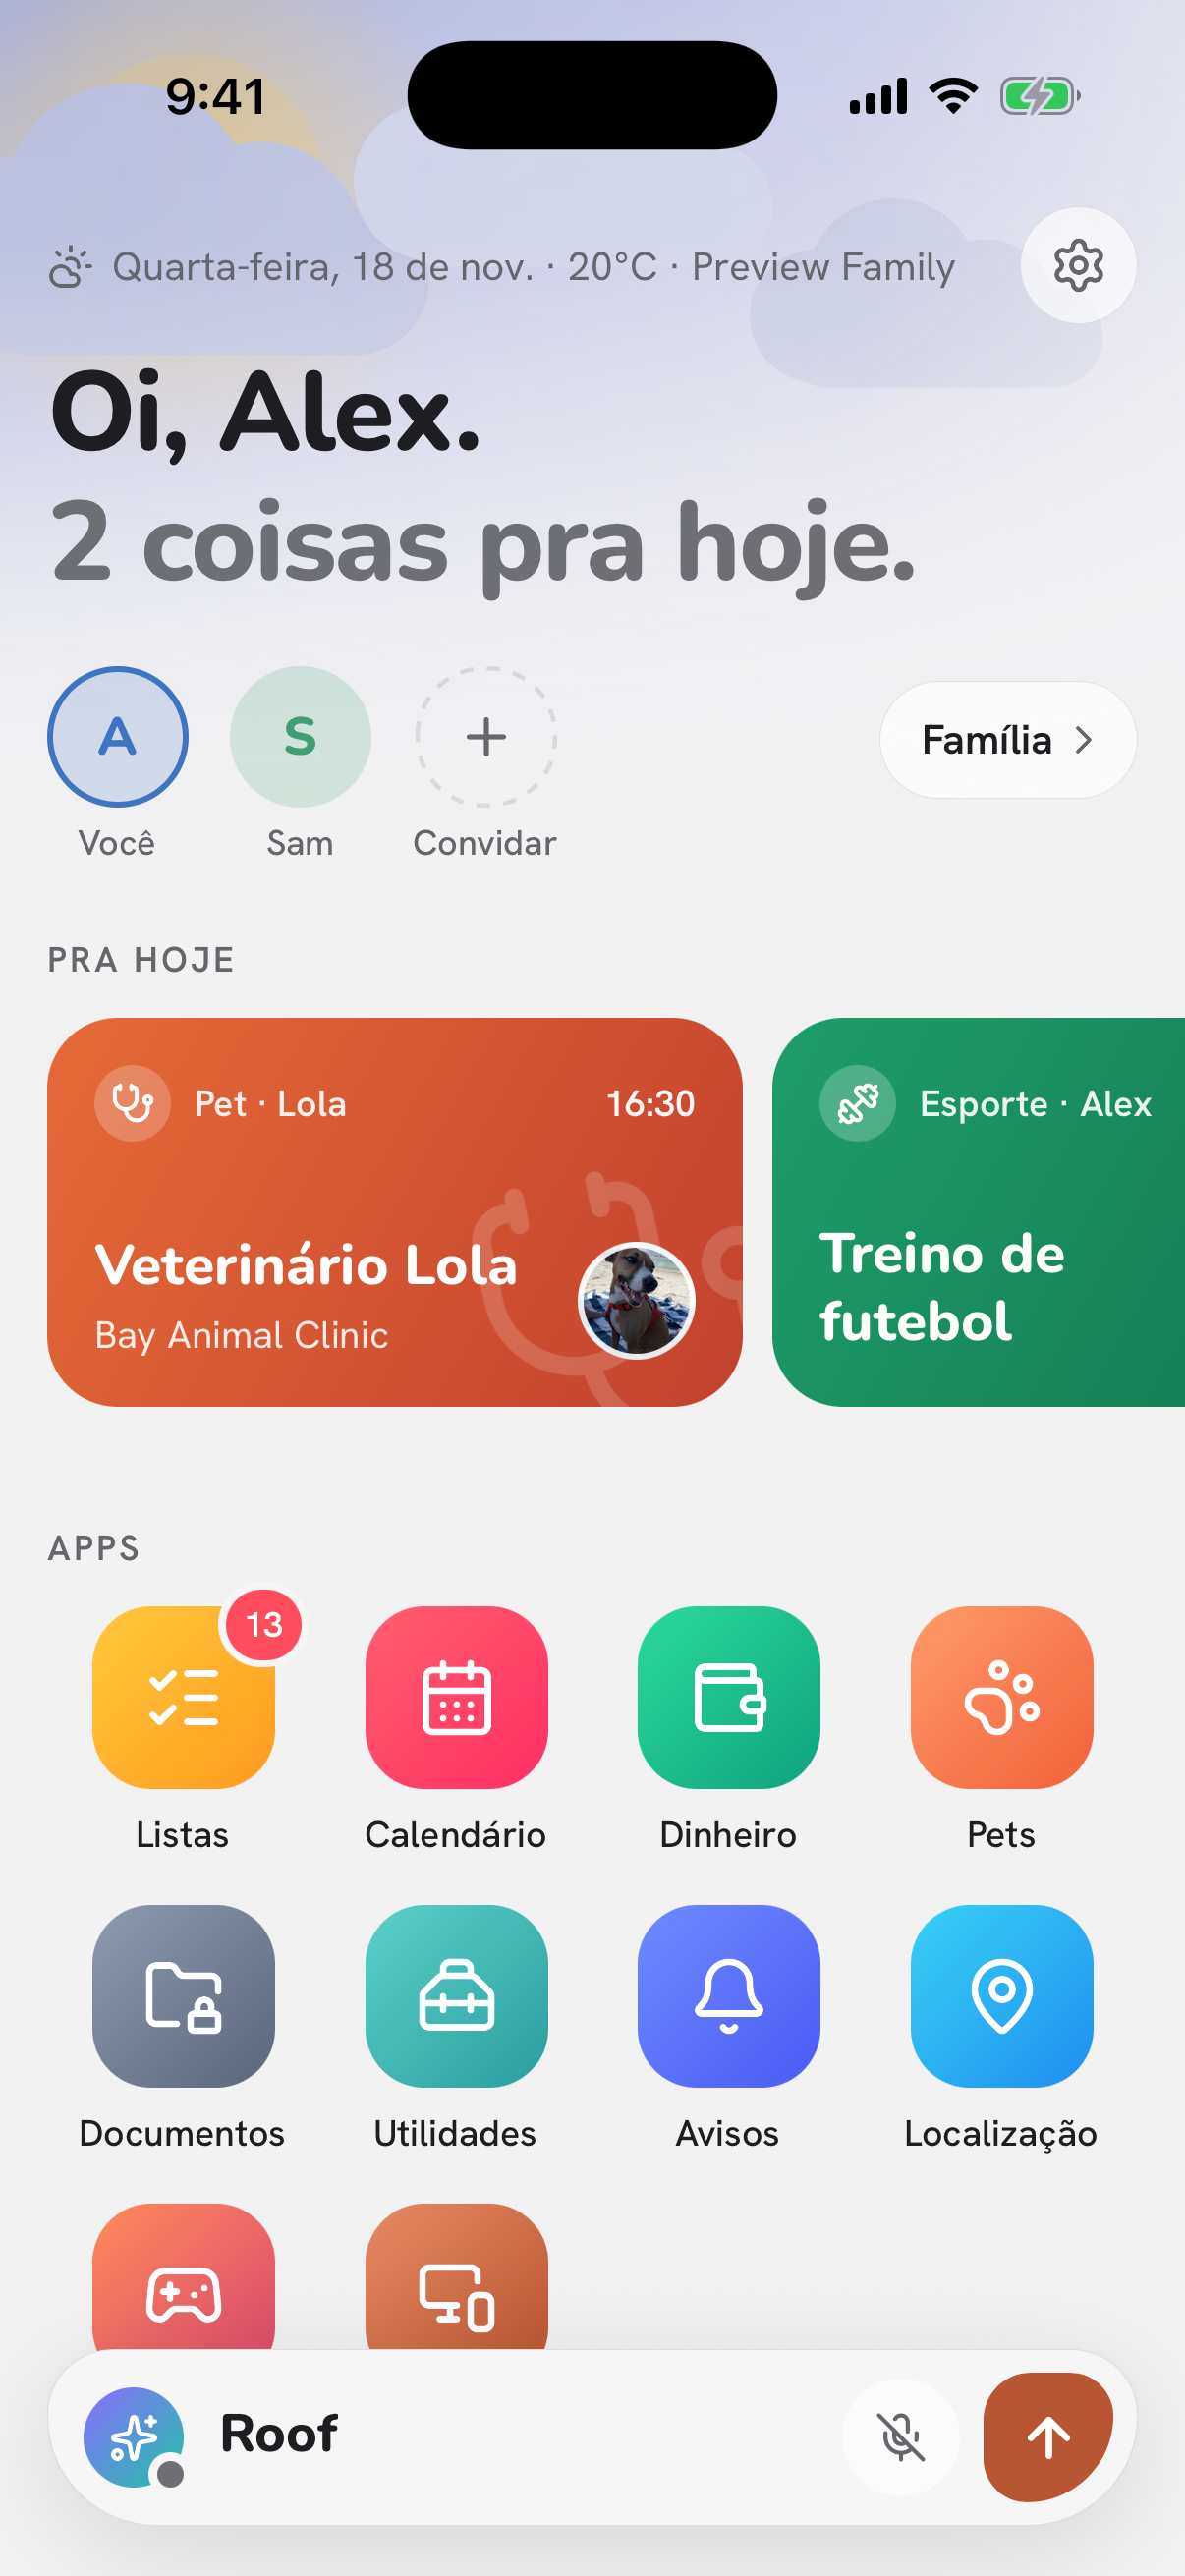 9:41
Quarta-feira, 18 de nov. · 20°C · Preview Family
Oi, Alex.
2 coisas pra hoje.
A
S
Família
Você
Sam
Convidar
PRA HOJE
Pet · Lola
16:30
Veterinário Lola
Bay Animal Clinic
Esporte · Alex
Treino de
futebol
APPS
13
Listas
Calendário
Dinheiro
Pets
Documentos
Utilidades
Avisos
Localização
Roof